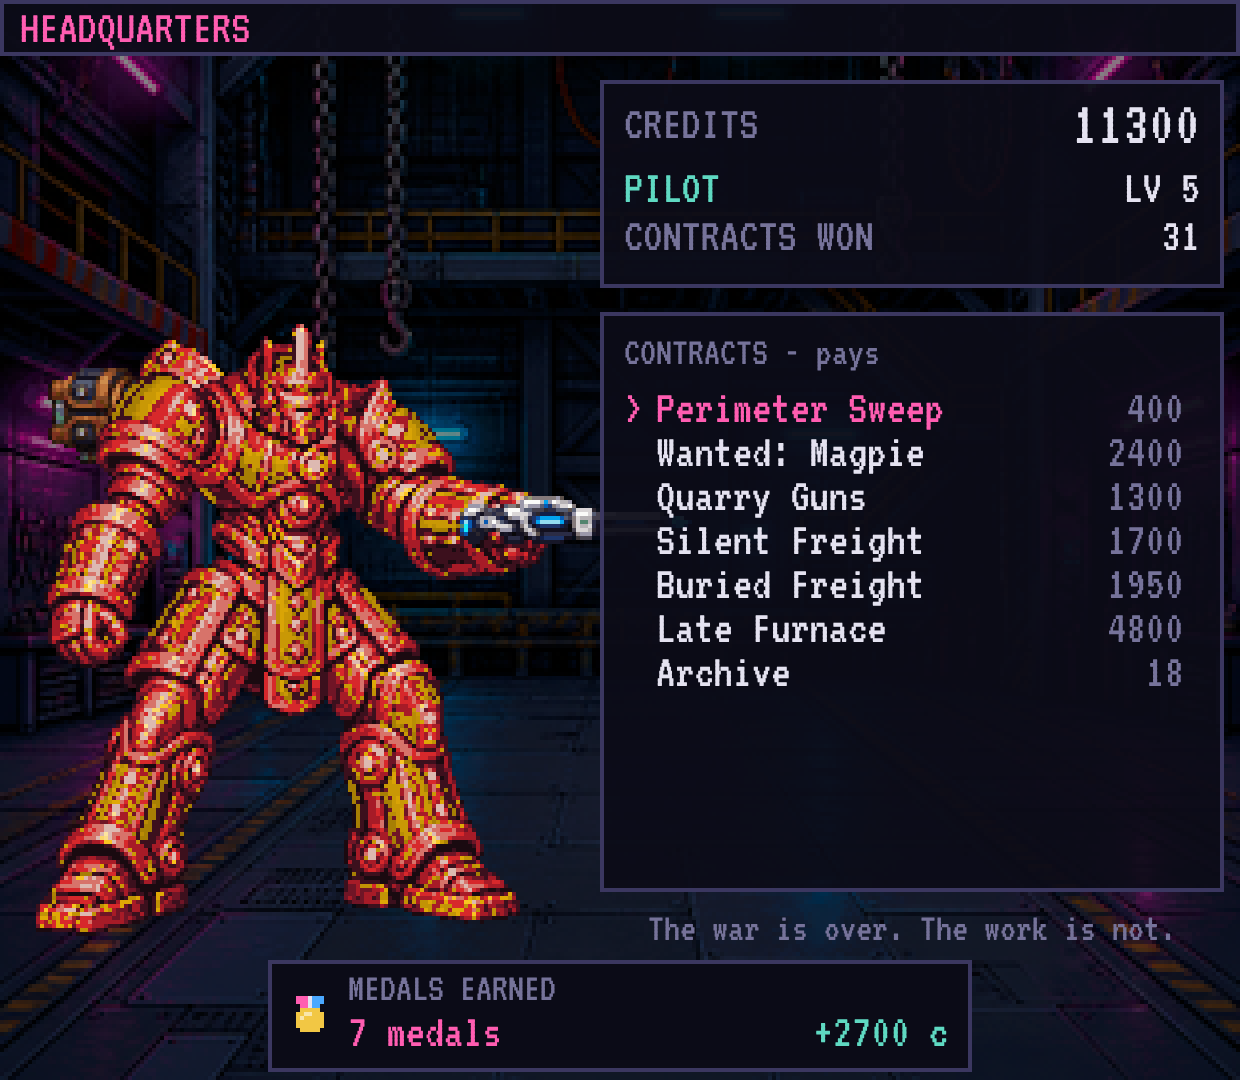 HEADQUARTERS
CREDITS 11300
PILOT LV 5
CONTRACTS WON 31
CONTRACTS - pays
> Perimeter Sweep 400
Wanted: Magpie 2400
Quarry Guns 1300
Silent Freight 1700
Buried Freight 1950
Late Furnace 4800
Archive 18
The war is over. The work is not.
MEDALS EARNED
7 medals +2700 c